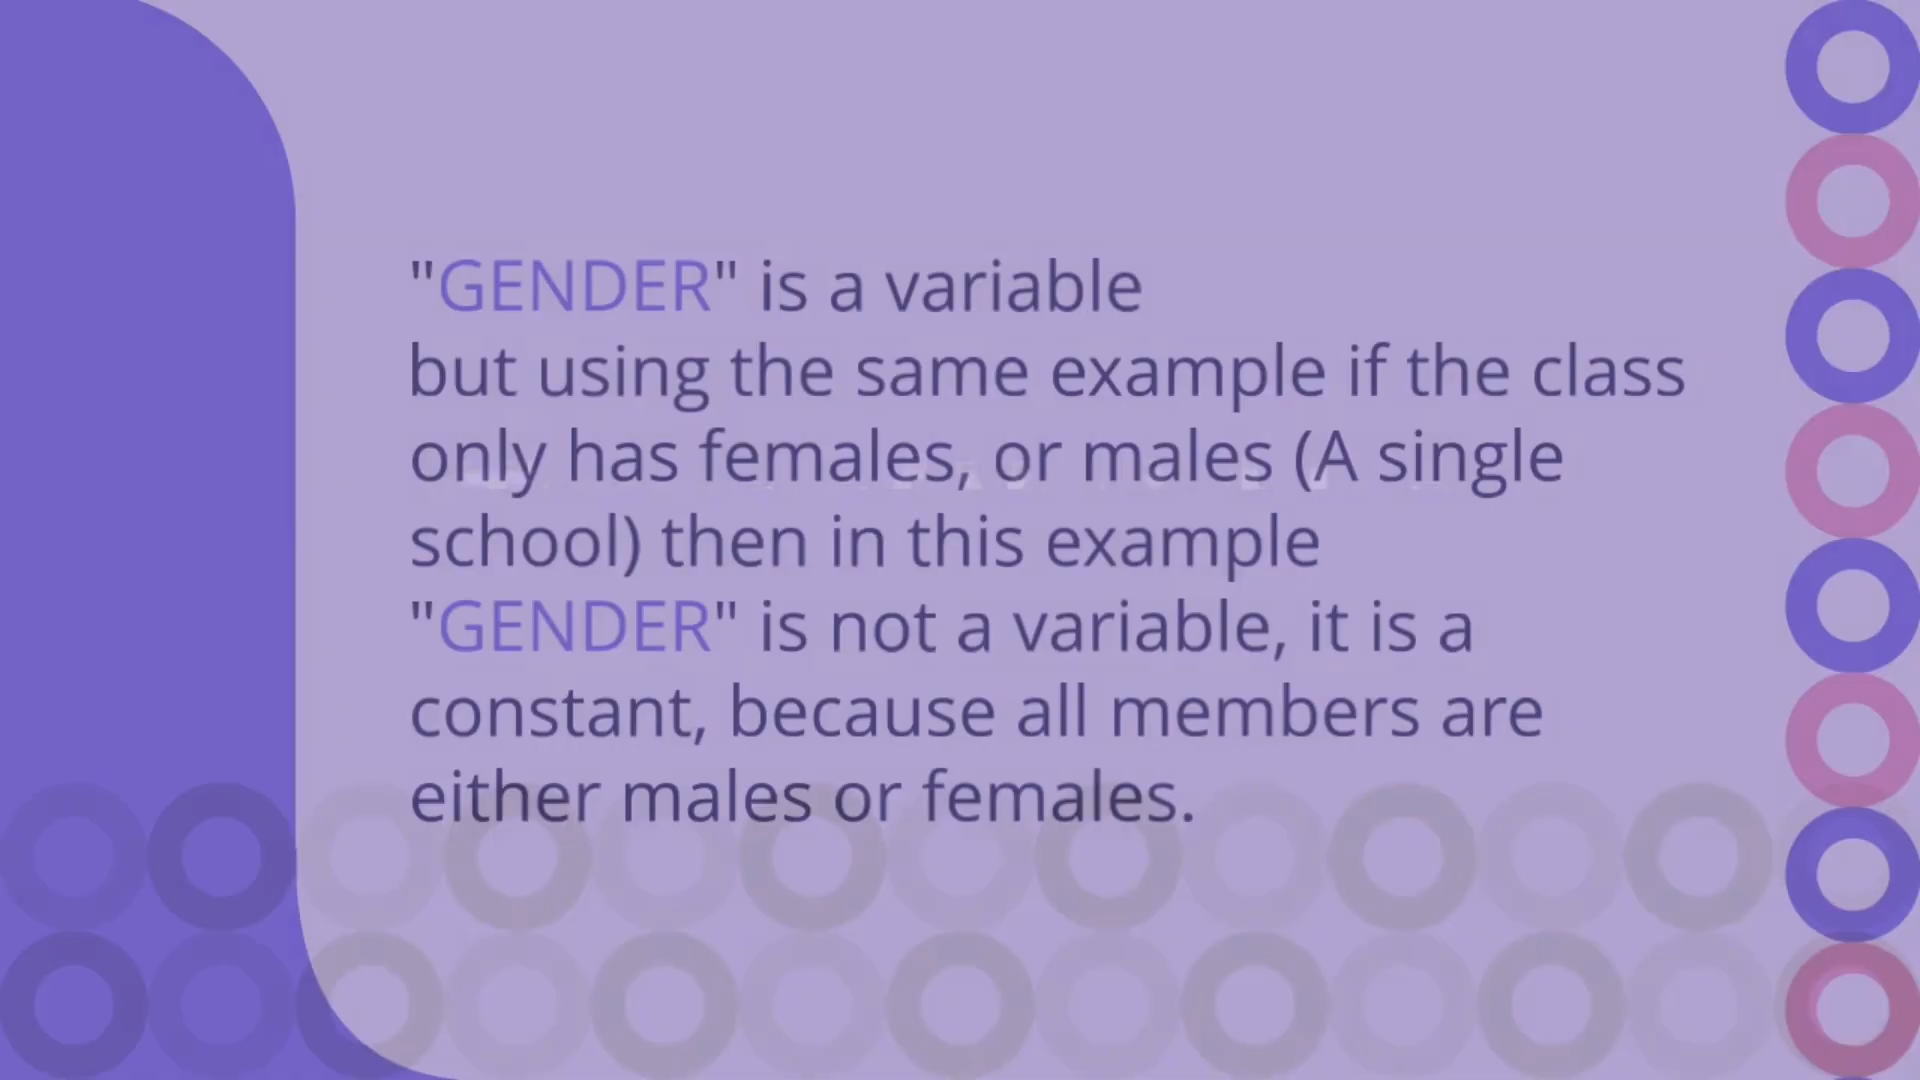 "GENDER" is a variable
but using the same example if the class
only has females, or males (A single
school) then in this example
"GENDER" is not a variable, it is a
constant, because all members are
either males or females.